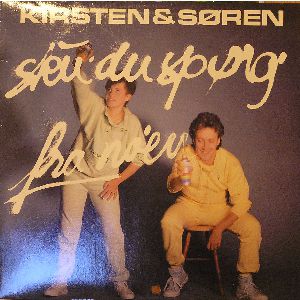 KIRSTEN & SØREN
sku' du spørg'
fra no'en